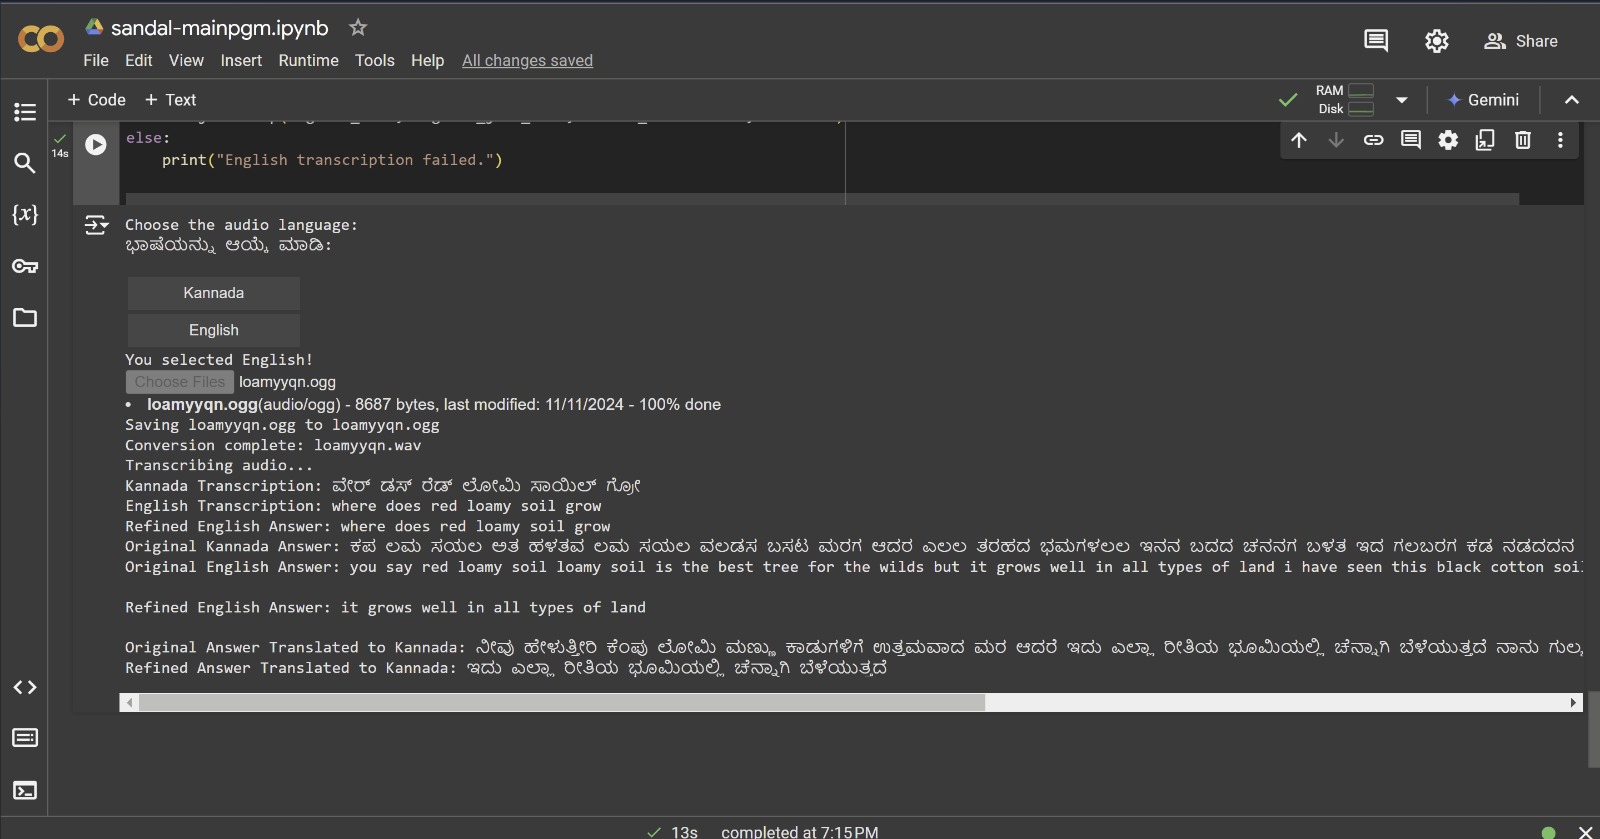 sandal-mainpgm.ipynb
File Edit View Insert Runtime Tools Help All changes saved
Share
+ Code + Text
RAM
Disk
Gemini
14s
else:
print("English transcription failed.")
Choose the audio language:
ಭಾಷೆಯನ್ನು ಆಯ್ಕೆ ಮಾಡಿ:
Kannada
English
You selected English!
Choose Files loamyyqn.ogg
• loamyyqn.ogg(audio/ogg) - 8687 bytes, last modified: 11/11/2024 - 100% done
Saving loamyyqn.ogg to loamyyqn.ogg
Conversion complete: loamyyqn.wav
Transcribing audio...
Kannada Transcription: ವೇರ್ ಡಸ್ ರೆಡ್ ಲೋಮಿ ಸಾಯಿಲ್ ಗ್ರೋ
English Transcription: where does red loamy soil grow
Refined English Answer: where does red loamy soil grow
Original Kannada Answer: ಕಪ ಲಮ ಸಯಲ ಅತ ಹಳತವ ಲಮ ಸಯಲ ವಲಡಸ ಬಸಟ ಮರಗ ಆದರ ಎಲಲ ತರಹದ ಭಮಗಳಲಲ ಇನನ ಬದದ ಚನನಗ ಬಳತ ಇದ ಗಲಬರಗ ಕಡ ನಡದದನ
Original English Answer: you say red loamy soil loamy soil is the best tree for the wilds but it grows well in all types of land i have seen this black cotton soi
Refined English Answer: it grows well in all types of land
Original Answer Translated to Kannada: ನೀವು ಹೇಳುತ್ತೀರಿ ಕೆಂಪು ಲೋಮಿ ಮಣ್ಣು ಕಾಡುಗಳಿಗೆ ಉತ್ತಮವಾದ ಮರ ಆದರೆ ಇದು ಎಲ್ಲಾ ರೀತಿಯ ಭೂಮಿಯಲ್ಲಿ ಚೆನ್ನಾಗಿ ಬೆಳೆಯುತ್ತದೆ ನಾನು
Refined Answer Translated to Kannada: ಇದು ಎಲ್ಲಾ ರೀತಿಯ ಭೂಮಿಯಲ್ಲಿ ಚೆನ್ನಾಗಿ ಬೆಳೆಯುತ್ತದೆ
13s completed at 7:15 PM